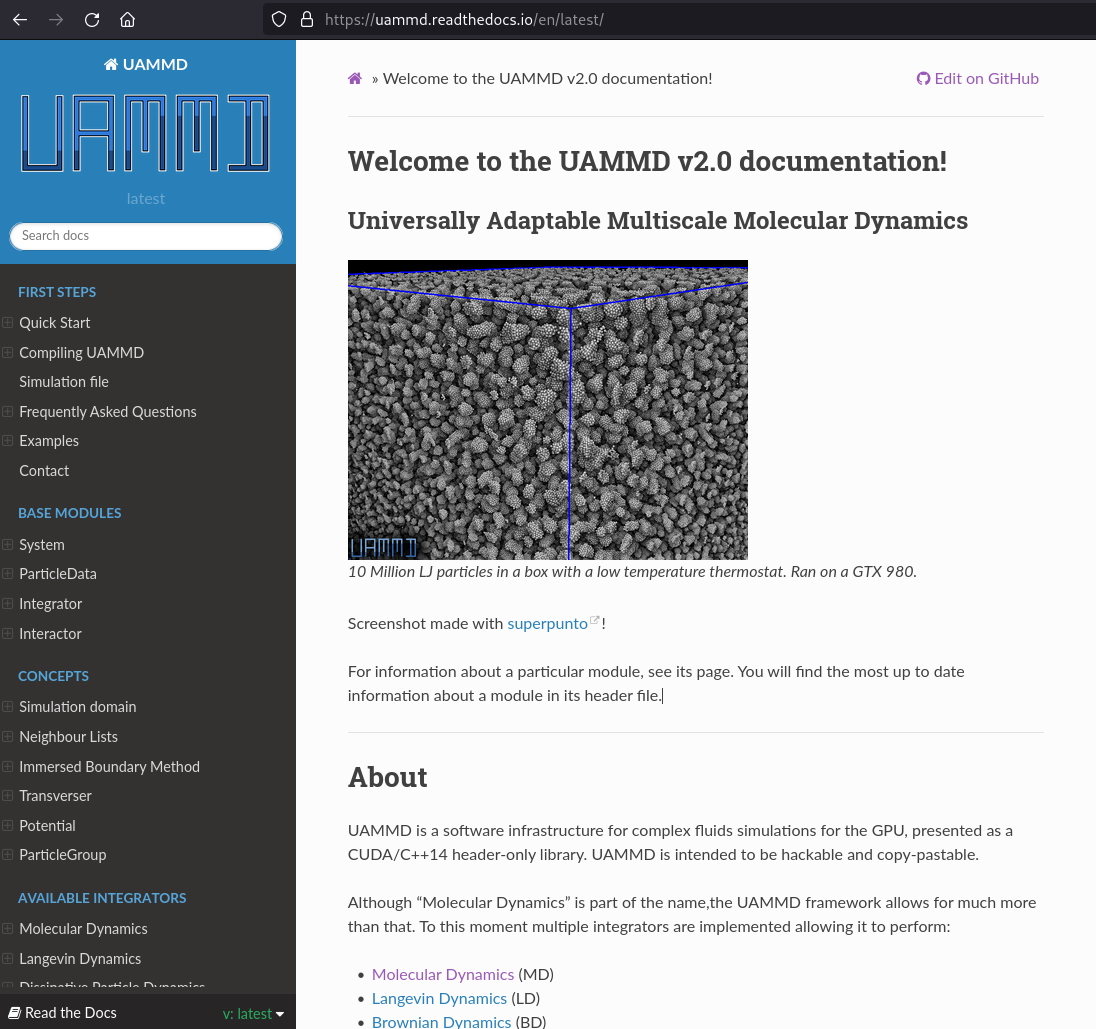 https://uammd.readthedocs.io/en/latest/
UAMMD
UAMMD
latest
Search docs
FIRST STEPS
Quick Start
Compiling UAMMD
Simulation file
Frequently Asked Questions
Examples
Contact
BASE MODULES
System
ParticleData
Integrator
Interactor
CONCEPTS
Simulation domain
Neighbour Lists
Immersed Boundary Method
Transverser
Potential
ParticleGroup
AVAILABLE INTEGRATORS
Molecular Dynamics
Langevin Dynamics
Dissipative Particle Dynamics
Read the Docs
v: latest
» Welcome to the UAMMD v2.0 documentation!
Edit on GitHub
Welcome to the UAMMD v2.0 documentation!
Universally Adaptable Multiscale Molecular Dynamics
UAMMD
10 Million LJ particles in a box with a low temperature thermostat. Ran on a GTX 980.
Screenshot made with superpunto!
For information about a particular module, see its page. You will find the most up to date
information about a module in its header file.
About
UAMMD is a software infrastructure for complex fluids simulations for the GPU, presented as a
CUDA/C++14 header-only library. UAMMD is intended to be hackable and copy-pastable.
Although “Molecular Dynamics” is part of the name,the UAMMD framework allows for much more
than that. To this moment multiple integrators are implemented allowing it to perform:
• Molecular Dynamics (MD)
• Langevin Dynamics (LD)
• Brownian Dynamics (BD)